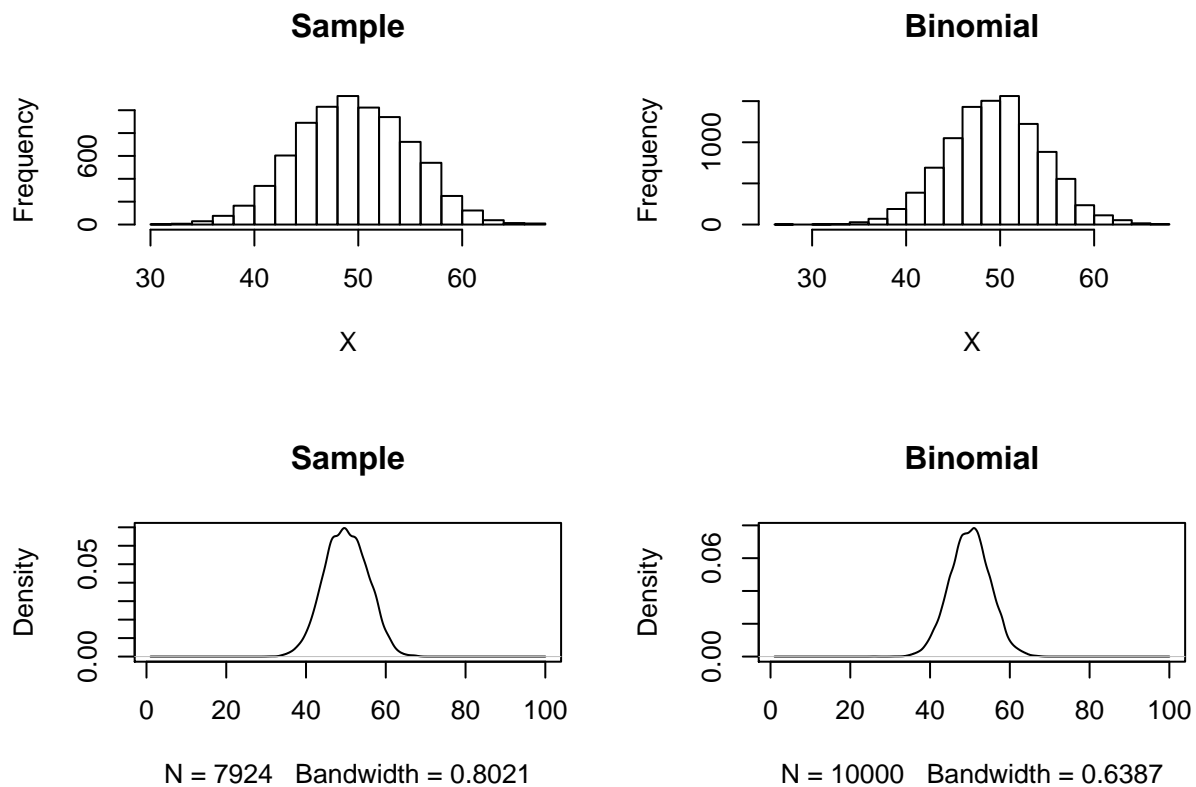 Sample
Frequency
0
600
30 40 50 60
X
Binomial
Frequency
0
1000
30 40 50 60
X
Sample
Density
0.00
0.05
0 20 40 60 80 100
N = 7924 Bandwidth = 0.8021
Binomial
Density
0.00
0.06
0 20 40 60 80 100
N = 10000 Bandwidth = 0.6387